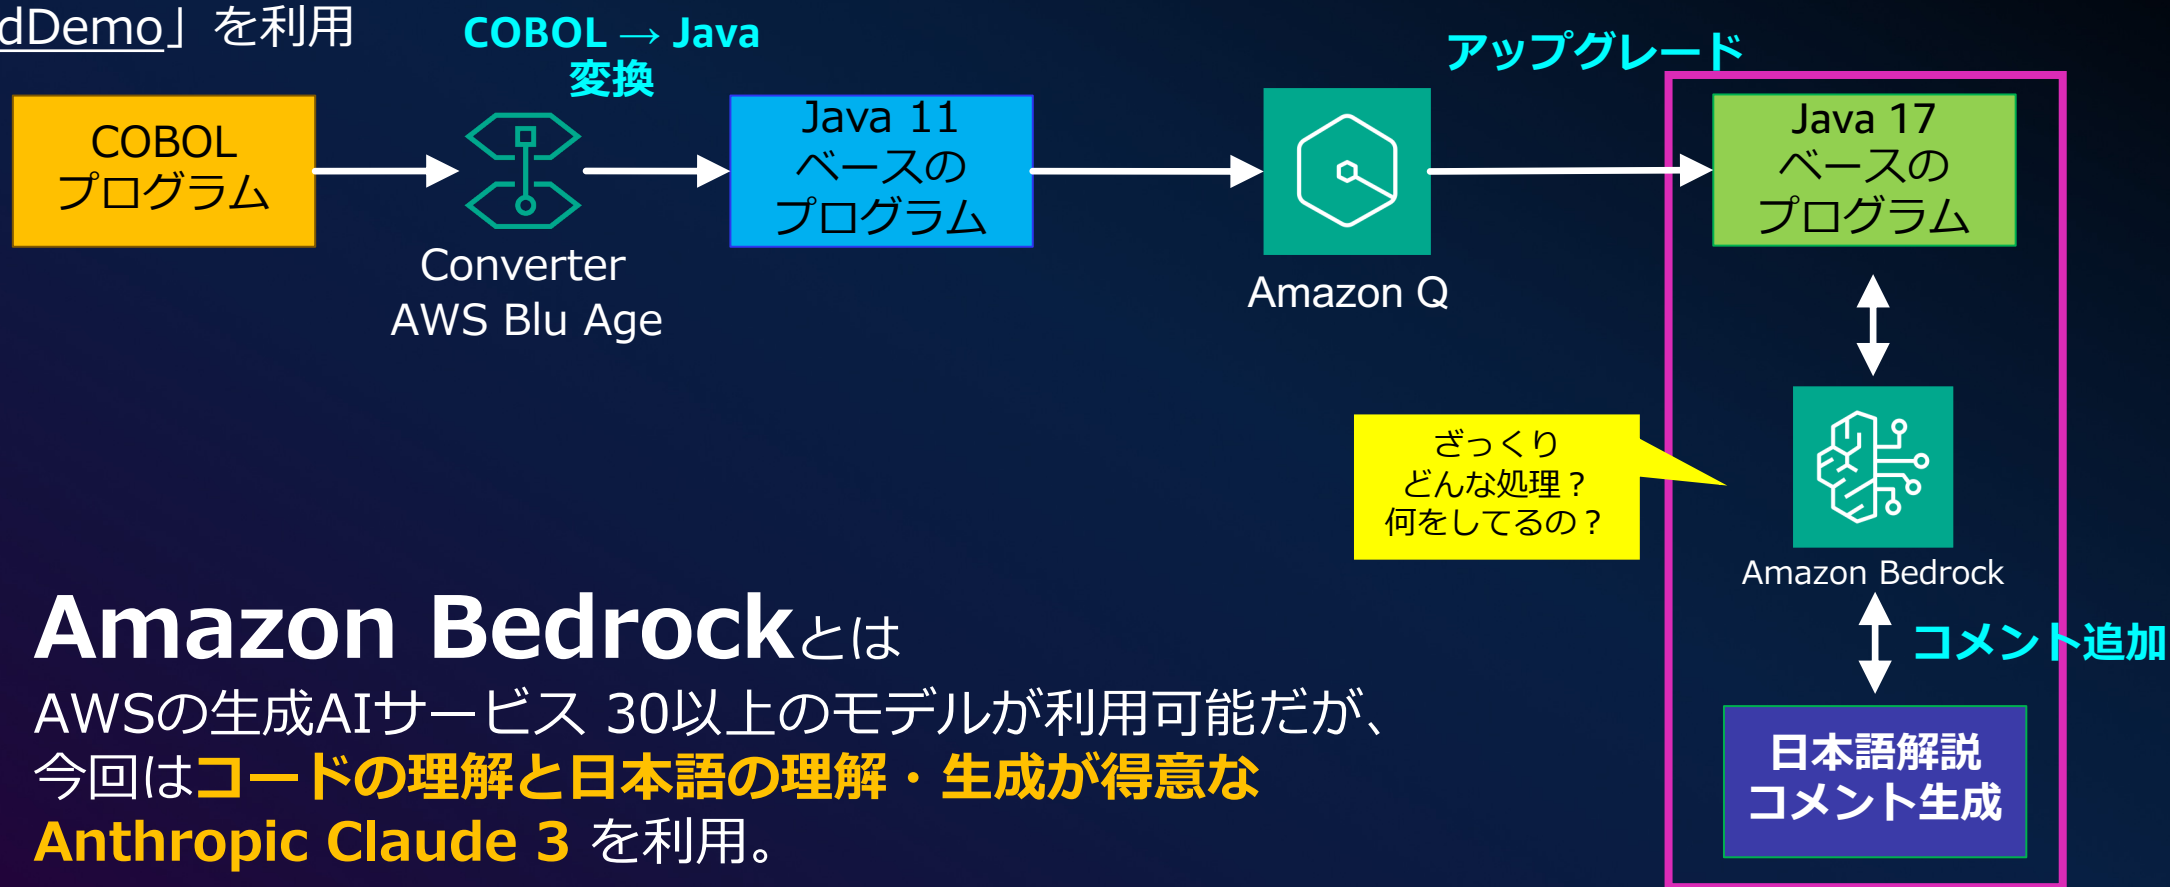 dDemo」を利用
COBOL → Java
変換
アップグレード
COBOL
プログラム
Converter
AWS Blu Age
Java 11
ベースの
プログラム
Amazon Q
Java 17
ベースの
プログラム
ざっくり
どんな処理？
何をしてるの？
Amazon Bedrock
コメント追加
日本語解説
コメント生成
Amazon Bedrockとは
AWSの生成AIサービス 30以上のモデルが利用可能だが、
今回はコードの理解と日本語の理解・生成が得意な
Anthropic Claude 3 を利用。